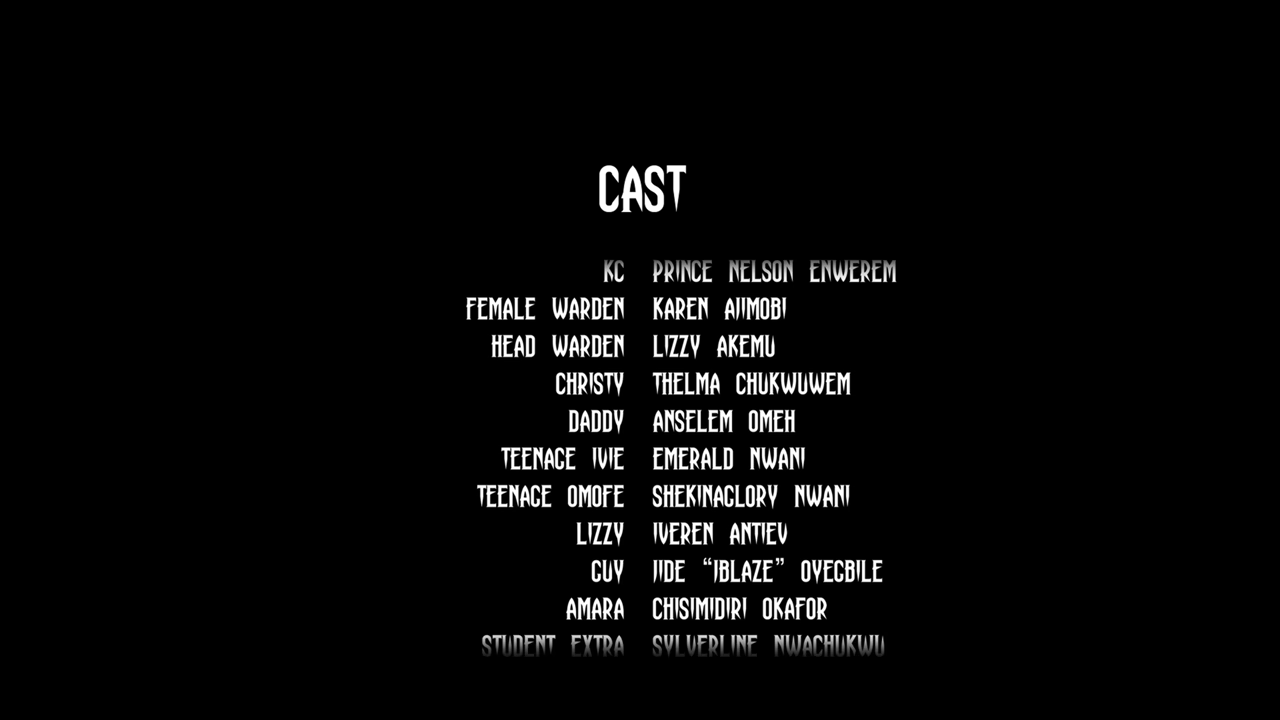 CAST
KC PRINCE NELSON ENWEREM
FEMALE WARDEN KAREN AJIMOBI
HEAD WARDEN LIZZY AKEMU
CHRISTY THELMA CHUKWUWEM
DADDY ANSELEM OMEH
TEENAGE IVIE EMERALD NWANI
TEENAGE OMOFE SHEKINAGLORY NWANI
LIZZY IVEREN ANTIEV
GUY JIDE “JBLAZE” OYEGBILE
AMARA CHISIMIDIRI OKAFOR
STUDENT EXTRA SYLVERLINE NWACHUKWU